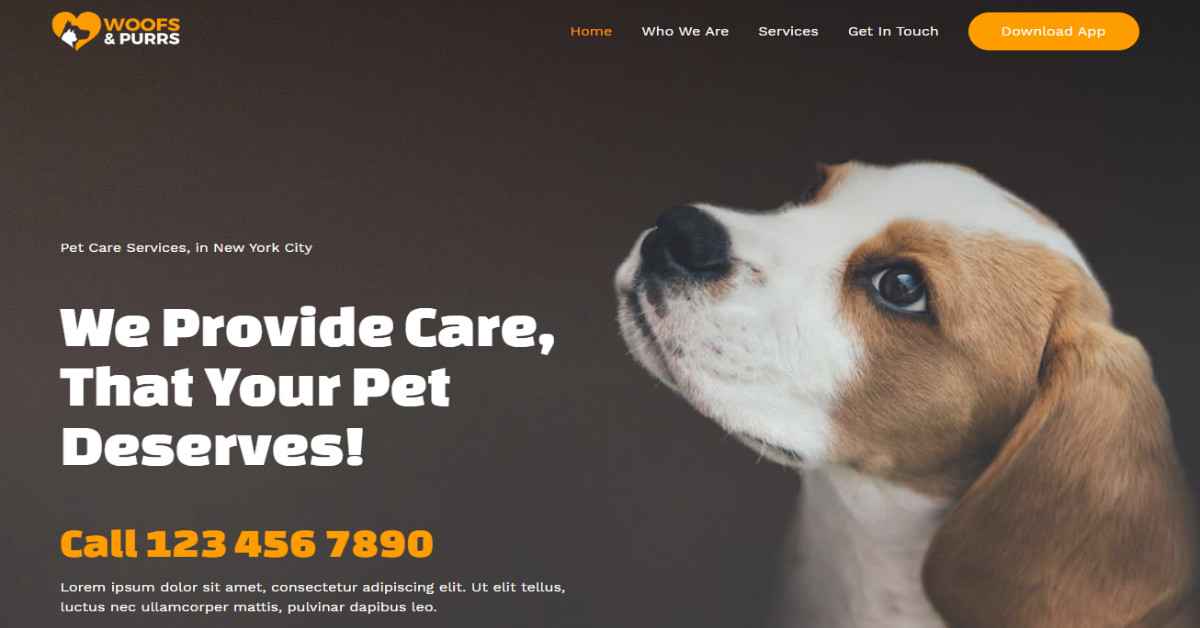 WOOFS
& PURRS
Home Who We Are Services Get In Touch Download App
Pet Care Services, in New York City
We Provide Care,
That Your Pet
Deserves!
Call 123 456 7890
Lorem ipsum dolor sit amet, consectetur adipiscing elit. Ut elit tellus,
luctus nec ullamcorper mattis, pulvinar dapibus leo.